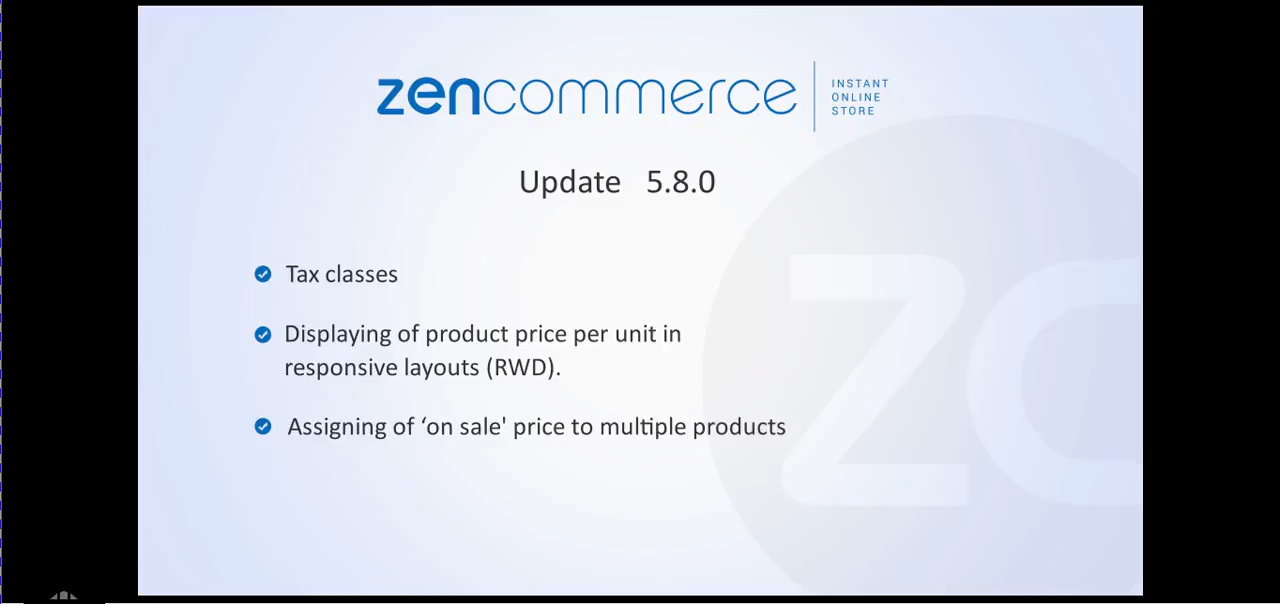 zencommerce
INSTANT
ONLINE
STORE
Update 5.8.0
Tax classes
Displaying of product price per unit in
responsive layouts (RWD).
Assigning of ‘on sale' price to multiple products
ZC